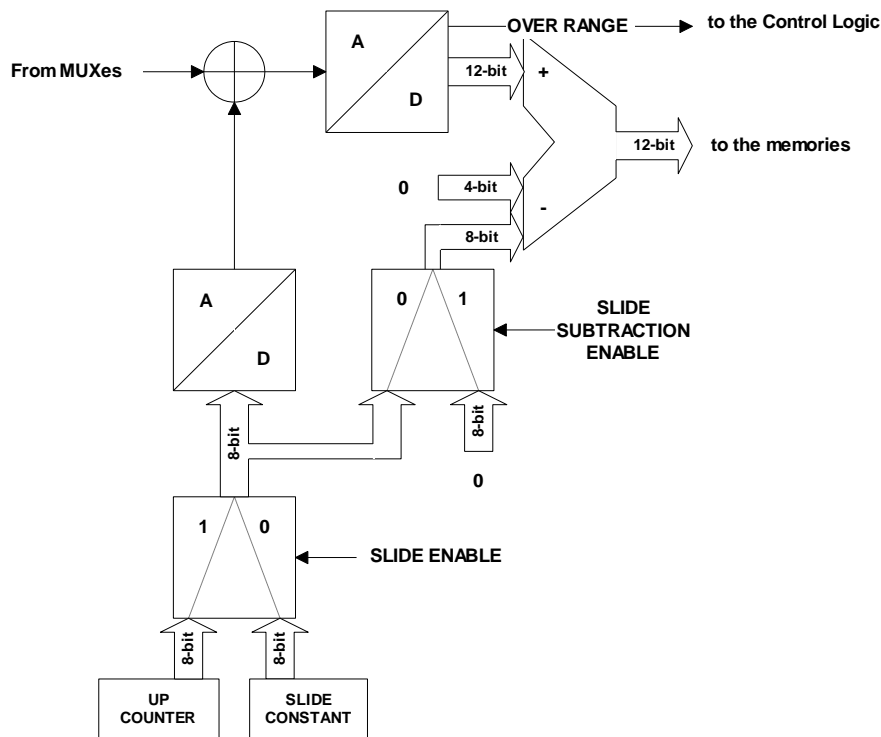 A
D
OVER RANGE
to the Control Logic
From MUXes
12-bit
+
12-bit
to the memories
0
4-bit
-
8-bit
A
D
0
1
SLIDE
SUBTRACTION
ENABLE
8-bit
8-bit
0
1
0
SLIDE ENABLE
8-bit
8-bit
UP
COUNTER
SLIDE
CONSTANT